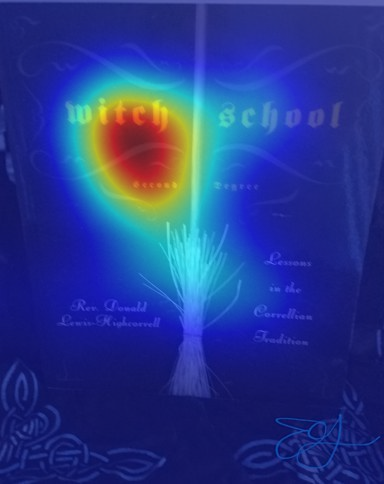 witch school
Second Degree
Lessons
in the
Correllian
Tradition
Rev. Donald
Lewis-Highcorrell